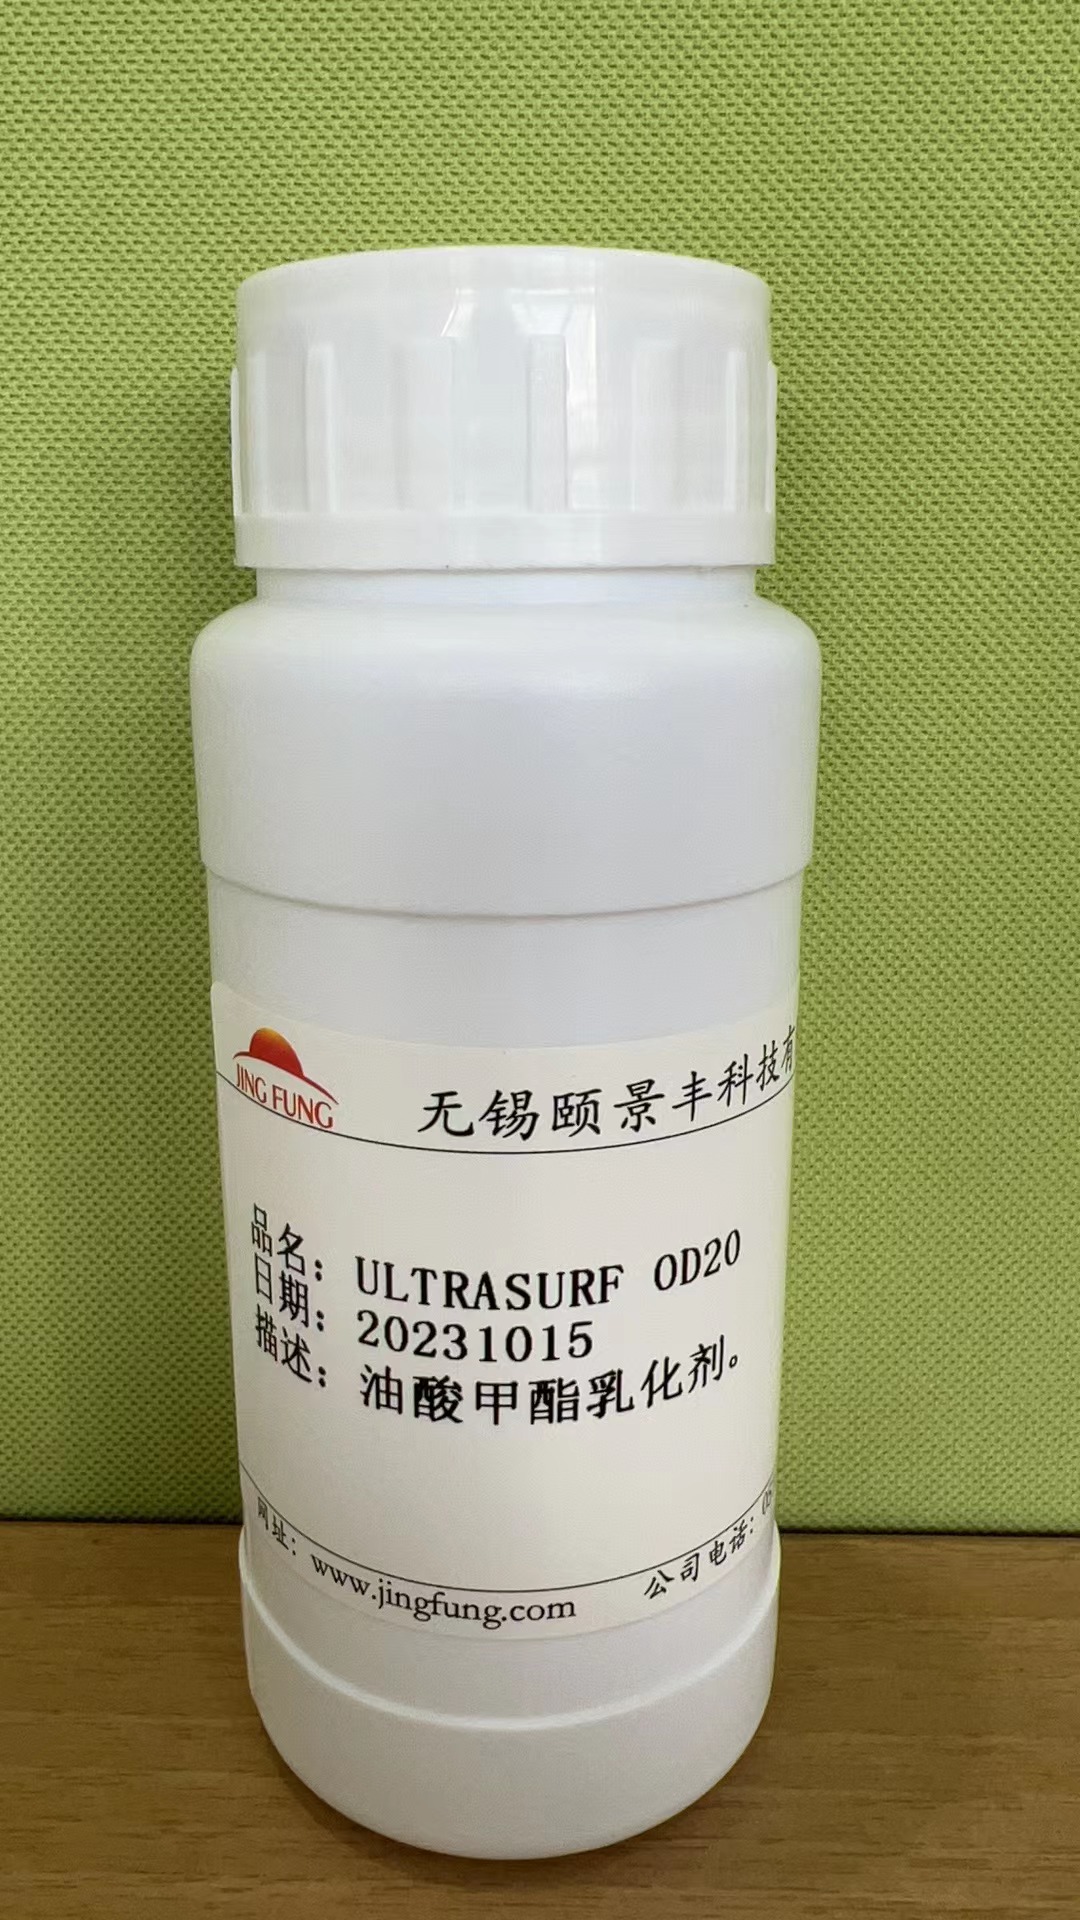 JING FUNG
无锡颐景丰科技有
品名：ULTRASURF OD20
日期：20231015
描述：油酸甲酯乳化剂。
网址：www.jingfung.com
公司电话：